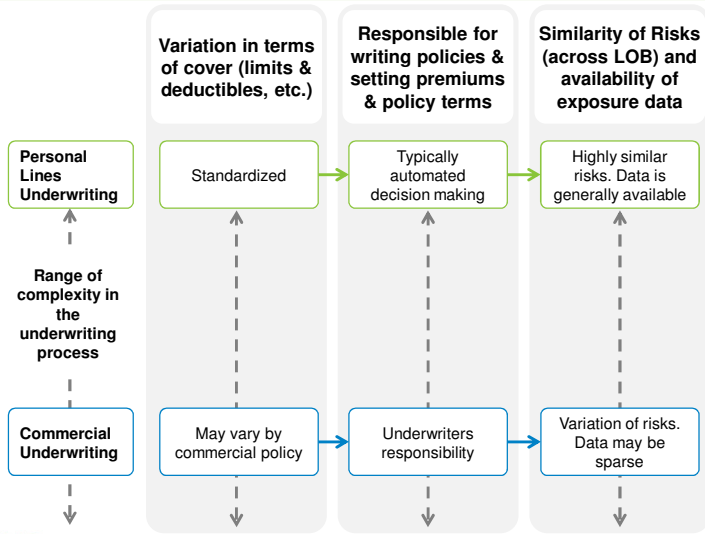 Variation in terms
of cover (limits &
deductibles, etc.)
Responsible for
writing policies &
setting premiums
& policy terms
Similarity of Risks
(across LOB) and
availability of
exposure data
Personal
Lines
Underwriting
Standardized
Typically
automated
decision making
Highly similar
risks. Data is
generally available
Range of
complexity in
the
underwriting
process
Commercial
Underwriting
May vary by
commercial policy
Underwriters
responsibility
Variation of risks.
Data may be
sparse